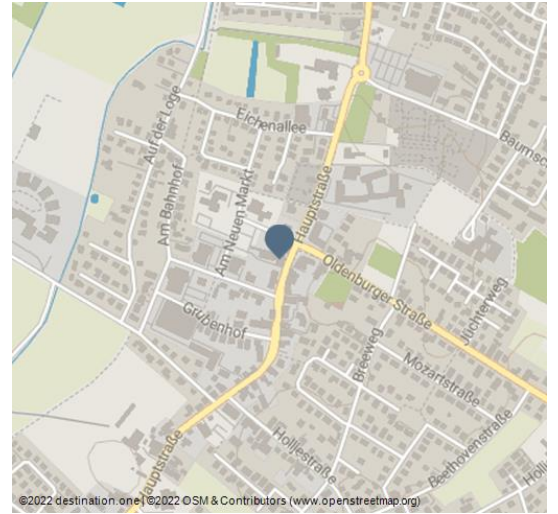 Auf der Loge
Eichenallee
Baumsc
Am Bahnhof
Am Neuen Markt
Hauptstraße
Oldenburger Straße
Jüchterweg
Grubenhof
Breeweg
Mozartstraße
Hauptstraße
Holljestraße
Beethovenstraße
Hollje
©2022 destination.one | ©2022 OSM & Contributors (www.openstreetmap.org)